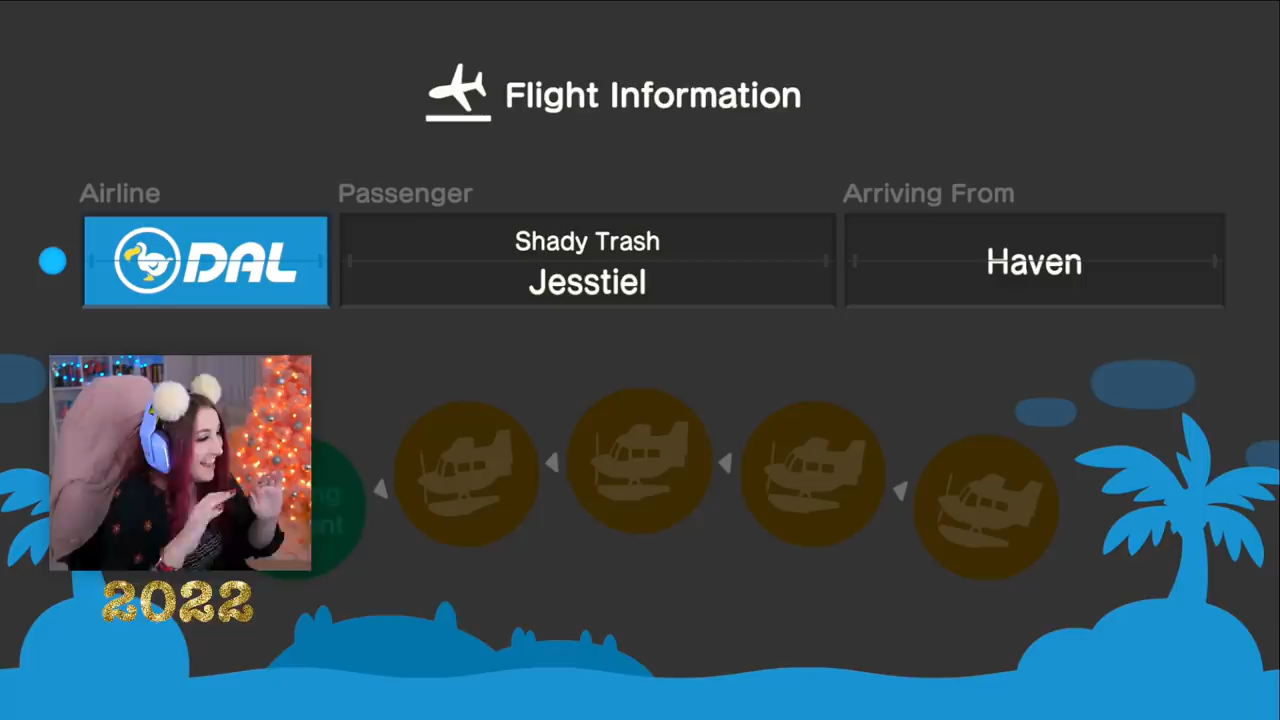 Flight Information
Airline
Passenger
Arriving From
DAL
Shady Trash
Jesstiel
Haven
2022